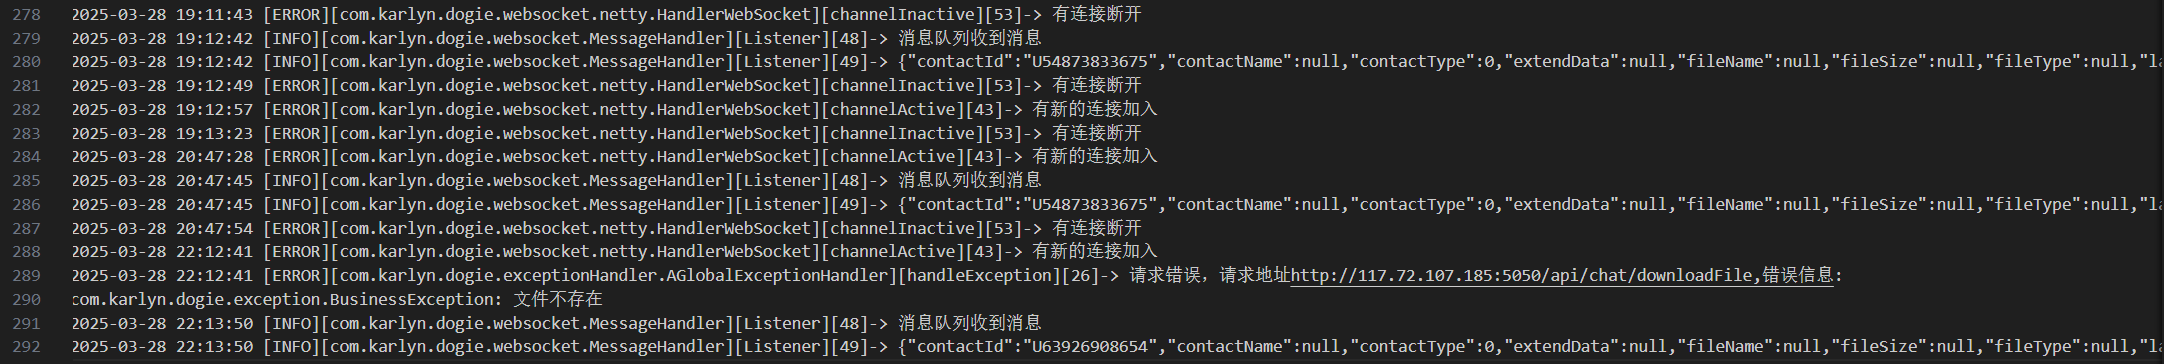 278 2025-03-28 19:11:43 [ERROR][com.karlyn.dogie.websocket.netty.HandlerWebSocket][channelInactive][53]-> 有连接断开
279 2025-03-28 19:12:42 [INFO][com.karlyn.dogie.websocket.MessageHandler][Listener][48]-> 消息队列收到消息
280 2025-03-28 19:12:42 [INFO][com.karlyn.dogie.websocket.MessageHandler][Listener][49]-> {"contactId":"U54873833675","contactName":null,"contactType":0,"extendData":null,"fileName":null,"fileSize":null,"fileType":null,"la
281 2025-03-28 19:12:49 [ERROR][com.karlyn.dogie.websocket.netty.HandlerWebSocket][channelInactive][53]-> 有连接断开
282 2025-03-28 19:12:57 [ERROR][com.karlyn.dogie.websocket.netty.HandlerWebSocket][channelActive][43]-> 有新的连接加入
283 2025-03-28 19:13:23 [ERROR][com.karlyn.dogie.websocket.netty.HandlerWebSocket][channelInactive][53]-> 有连接断开
284 2025-03-28 20:47:28 [ERROR][com.karlyn.dogie.websocket.netty.HandlerWebSocket][channelActive][43]-> 有新的连接加入
285 2025-03-28 20:47:45 [INFO][com.karlyn.dogie.websocket.MessageHandler][Listener][48]-> 消息队列收到消息
286 2025-03-28 20:47:45 [INFO][com.karlyn.dogie.websocket.MessageHandler][Listener][49]-> {"contactId":"U54873833675","contactName":null,"contactType":0,"extendData":null,"fileName":null,"fileSize":null,"fileType":null,"la
287 2025-03-28 20:47:54 [ERROR][com.karlyn.dogie.websocket.netty.HandlerWebSocket][channelInactive][53]-> 有连接断开
288 2025-03-28 22:12:41 [ERROR][com.karlyn.dogie.websocket.netty.HandlerWebSocket][channelActive][43]-> 有新的连接加入
289 2025-03-28 22:12:41 [ERROR][com.karlyn.dogie.exceptionHandler.AGlobalExceptionHandler][handleException][26]-> 请求错误，请求地址http://117.72.107.185:5050/api/chat/downloadFile,错误信息:
290 com.karlyn.dogie.exception.BusinessException: 文件不存在
291 2025-03-28 22:13:50 [INFO][com.karlyn.dogie.websocket.MessageHandler][Listener][48]-> 消息队列收到消息
292 2025-03-28 22:13:50 [INFO][com.karlyn.dogie.websocket.MessageHandler][Listener][49]-> {"contactId":"U63926908654","contactName":null,"contactType":0,"extendData":null,"fileName":null,"fileSize":null,"fileType":null,"la